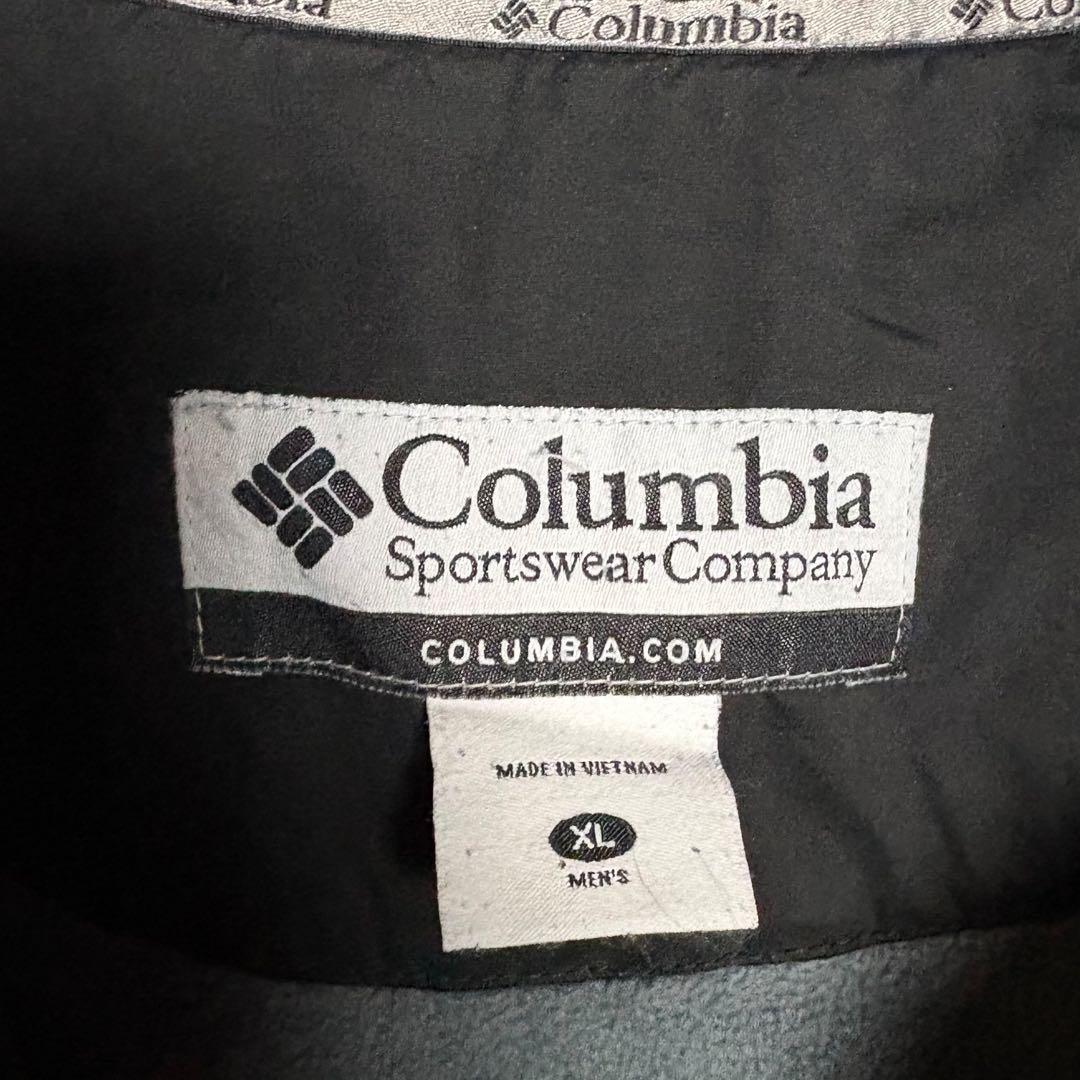 Columbia
Columbia
Sportswear Company
COLUMBIA.COM
MADE IN VIETNAM
XL
MEN'S